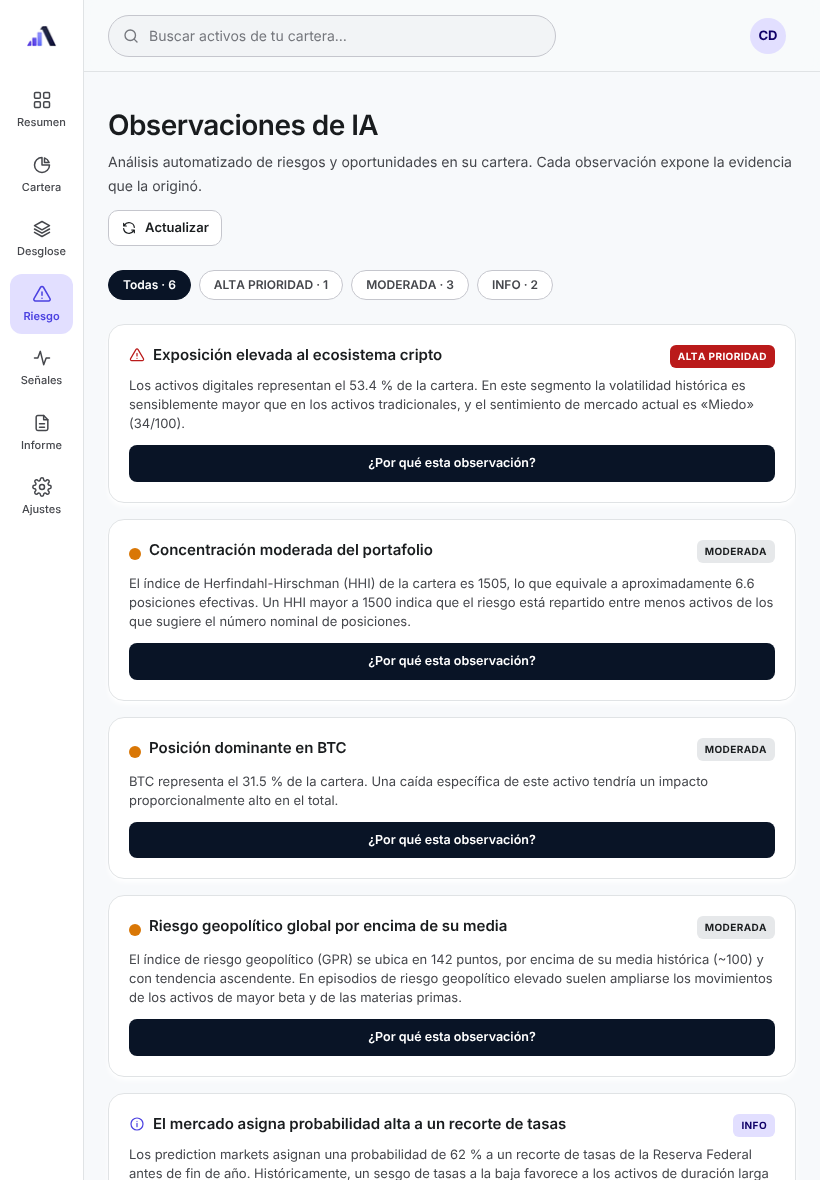 Buscar activos de tu cartera...
CD
Resumen
Cartera
Desglose
Riesgo
Señales
Informe
Ajustes
Observaciones de IA
Análisis automatizado de riesgos y oportunidades en su cartera. Cada observación expone la evidencia
que la originó.
Actualizar
Todas · 6
ALTA PRIORIDAD · 1
MODERADA · 3
INFO · 2
Exposición elevada al ecosistema cripto
ALTA PRIORIDAD
Los activos digitales representan el 53.4 % de la cartera. En este segmento la volatilidad histórica es
sensiblemente mayor que en los activos tradicionales, y el sentimiento de mercado actual es «Miedo»
(34/100).
¿Por qué esta observación?
Concentración moderada del portafolio
MODERADA
El índice de Herfindahl-Hirschman (HHI) de la cartera es 1505, lo que equivale a aproximadamente 6.6
posiciones efectivas. Un HHI mayor a 1500 indica que el riesgo está repartido entre menos activos de los
que sugiere el número nominal de posiciones.
¿Por qué esta observación?
Posición dominante en BTC
MODERADA
BTC representa el 31.5 % de la cartera. Una caída específica de este activo tendría un impacto
proporcionalmente alto en el total.
¿Por qué esta observación?
Riesgo geopolítico global por encima de su media
MODERADA
El índice de riesgo geopolítico (GPR) se ubica en 142 puntos, por encima de su media histórica (~100) y
con tendencia ascendente. En episodios de riesgo geopolítico elevado suelen ampliarse los movimientos
de los activos de mayor beta y de las materias primas.
¿Por qué esta observación?
El mercado asigna probabilidad alta a un recorte de tasas
INFO
Los prediction markets asignan una probabilidad de 62 % a un recorte de tasas de la Reserva Federal
antes de fin de año. Históricamente, un sesgo de tasas a la baja favorece a los activos de duración larga